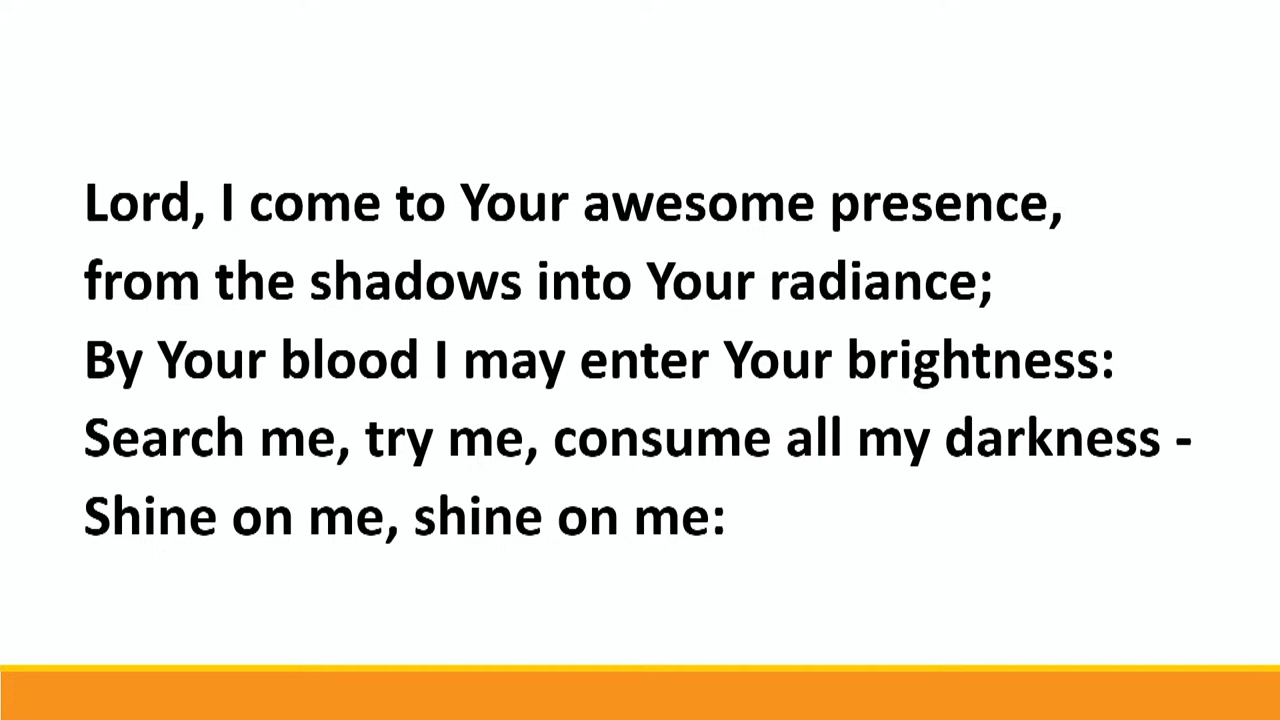 Lord, I come to Your awesome presence,
from the shadows into Your radiance;
By Your blood I may enter Your brightness:
Search me, try me, consume all my darkness -
Shine on me, shine on me: